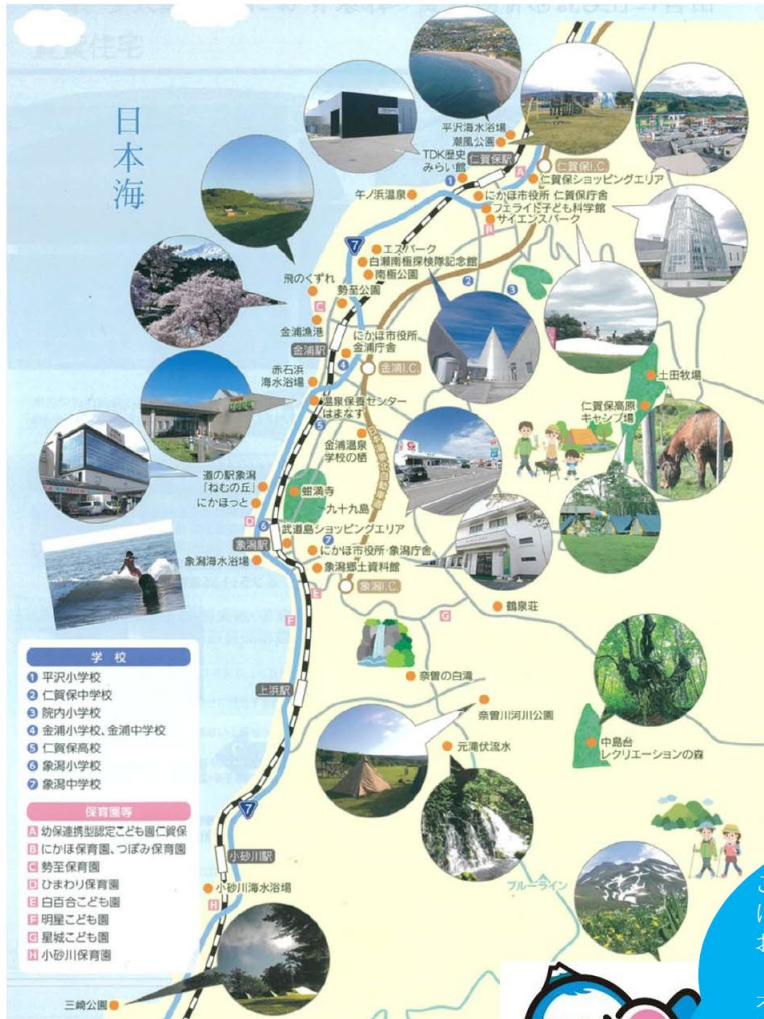 日本海
平沢海水浴場
潮風公園
TDK歴史
みらい館
仁賀保駅
仁賀保I.C
仁賀保ショッピングエリア
午ノ浜温泉
にかほ市役所 仁賀保庁舎
フェライト子ども科学館
サイエンスパーク
エスパーク
白瀬南極探検隊記念館
南極公園
飛のくずれ
勢至公園
金浦漁港
金浦駅
にかほ市役所
金浦庁舎
金浦I.C
赤石浜
海水浴場
温泉保養センター
はまなす
金浦温泉
学校の栖
土田牧場
仁賀保高原
キャンプ場
道の駅象潟
「ねむの丘」
にかほっと
蚶満寺
九十九島
武道島ショッピングエリア
象潟駅
にかほ市役所 象潟庁舎
象潟海水浴場
象潟郷土資料館
象潟I.C
鶴泉荘
奈曽の白滝
上浜駅
奈曽川河川公園
元滝伏流水
中島台
レクリエーションの森
小砂川駅
小砂川海水浴場
ブルーライン
三崎公園
7
7
学校
1 平沢小学校
2 仁賀保中学校
3 院内小学校
4 金浦小学校、金浦中学校
5 仁賀保高校
6 象潟小学校
7 象潟中学校
保育園等
A 幼保連携型認定こども園仁賀保
B にかほ保育園、つぼみ保育園
C 勢至保育園
D ひまわり保育園
E 白百合こども園
F 明星こども園
G 星城こども園
H 小砂川保育園